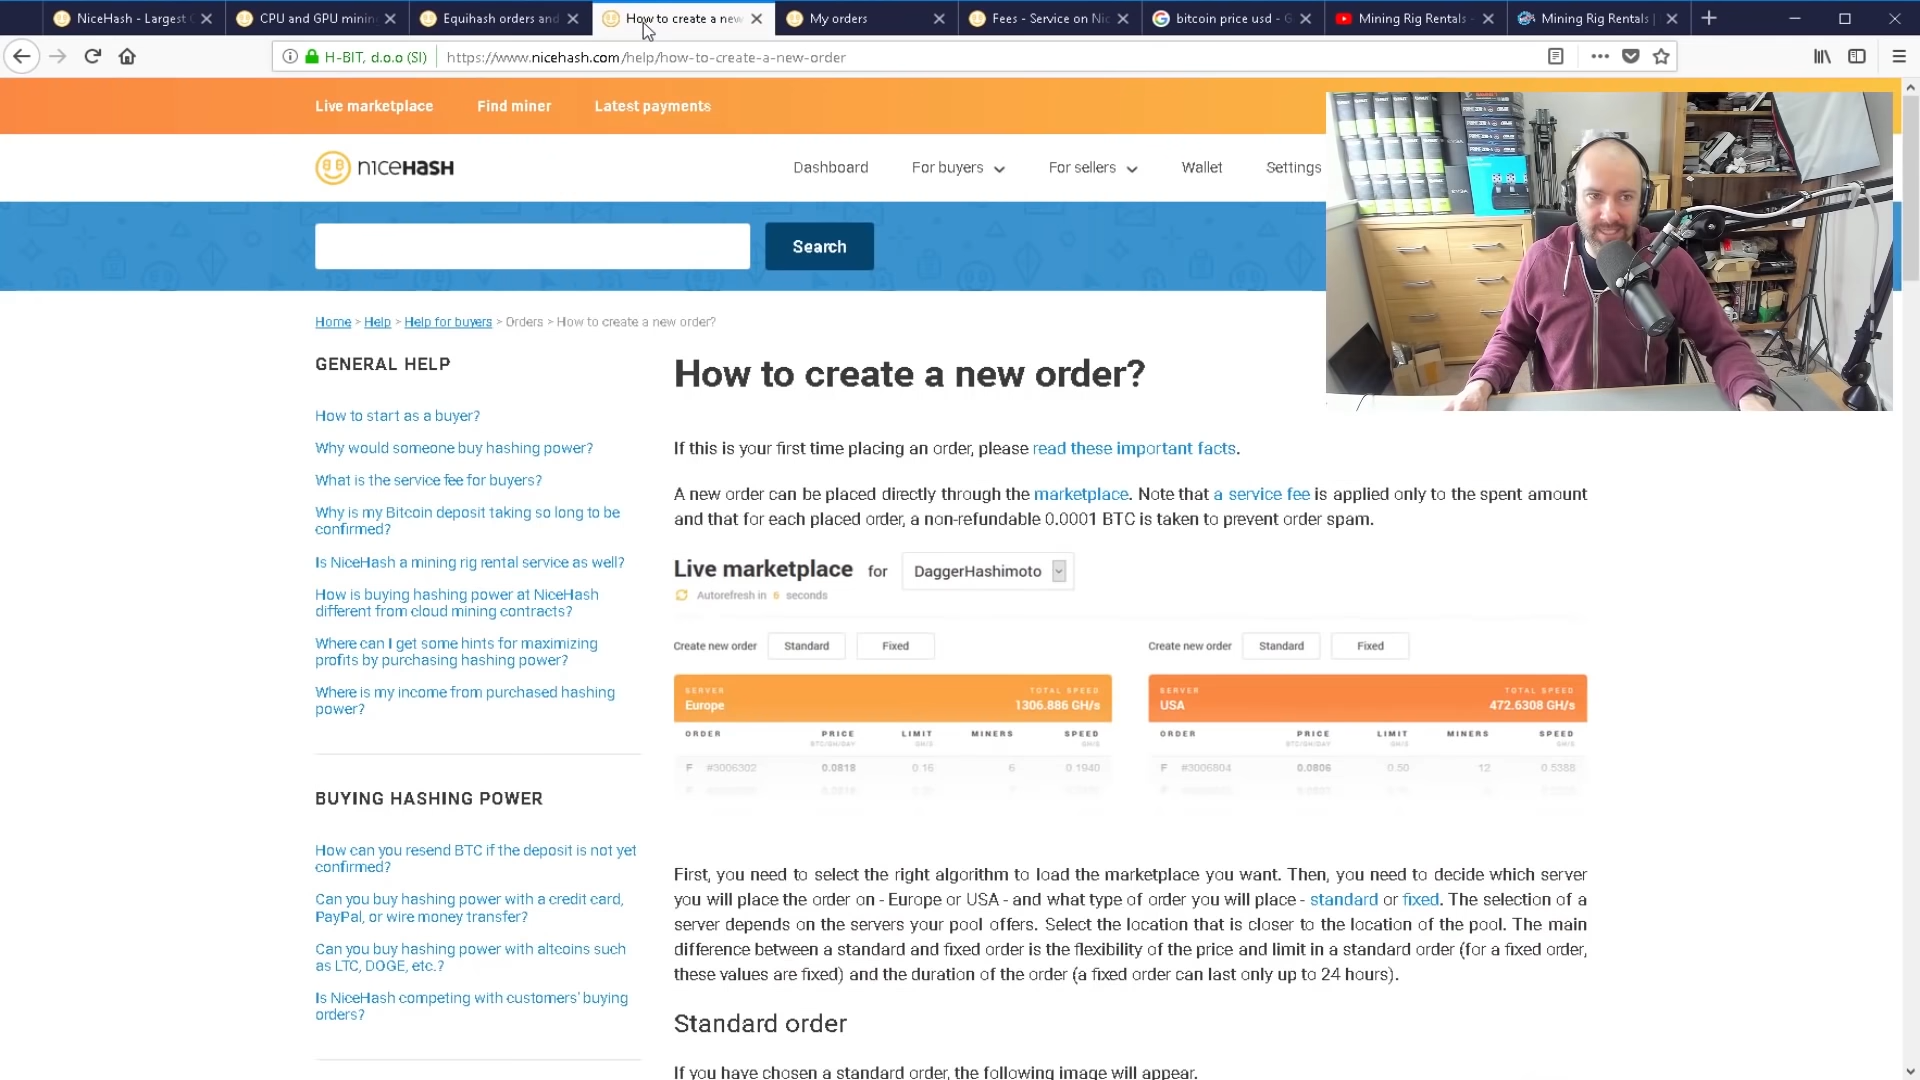 NiceHash - Largest C
CPU and GPU minin
Equihash orders and
How to create a new
My orders
Fees - Service on Nic
bitcoin price usd - G
Mining Rig Rentals -
Mining Rig Rentals |
H-BIT, d.o.o (SI)
https://www.nicehash.com/help/how-to-create-a-new-order
Live marketplace
Find miner
Latest payments
NICEHASH
Dashboard
For buyers
For sellers
Wallet
Settings
Search
Home > Help > Help for buyers > Orders > How to create a new order?
GENERAL HELP
How to start as a buyer?
Why would someone buy hashing power?
What is the service fee for buyers?
Why is my Bitcoin deposit taking so long to be
confirmed?
Is NiceHash a mining rig rental service as well?
How is buying hashing power at NiceHash
different from cloud mining contracts?
Where can I get some hints for maximizing
profits by purchasing hashing power?
Where is my income from purchased hashing
power?
BUYING HASHING POWER
How can you resend BTC if the deposit is not yet
confirmed?
Can you buy hashing power with a credit card,
PayPal, or wire money transfer?
Can you buy hashing power with altcoins such
as LTC, DOGE, etc.?
Is NiceHash competing with customers' buying
orders?
How to create a new order?
If this is your first time placing an order, please read these important facts.
A new order can be placed directly through the marketplace. Note that a service fee is applied only to the spent amount
and that for each placed order, a non-refundable 0.0001 BTC is taken to prevent order spam.
Live marketplace for DaggerHashimoto
Autorefresh in 6 seconds
Create new order Standard Fixed
SERVER TOTAL SPEED
Europe 1306.886 GH/s
ORDER PRICE LIMIT MINERS SPEED
BTC/GH/DAY GH/S GH/S
F #3006302 0.0818 0.16 6 0.1940
Create new order Standard Fixed
SERVER TOTAL SPEED
USA 472.6308 GH/s
ORDER PRICE LIMIT MINERS SPEED
BTC/GH/DAY GH/S GH/S
F #3006804 0.0806 0.50 12 0.5388
First, you need to select the right algorithm to load the marketplace you want. Then, you need to decide which server
you will place the order on - Europe or USA - and what type of order you will place - standard or fixed. The selection of a
server depends on the servers your pool offers. Select the location that is closer to the location of the pool. The main
difference between a standard and fixed order is the flexibility of the price and limit in a standard order (for a fixed order,
these values are fixed) and the duration of the order (a fixed order can last only up to 24 hours).
Standard order
If you have chosen a standard order, the following image will appear.